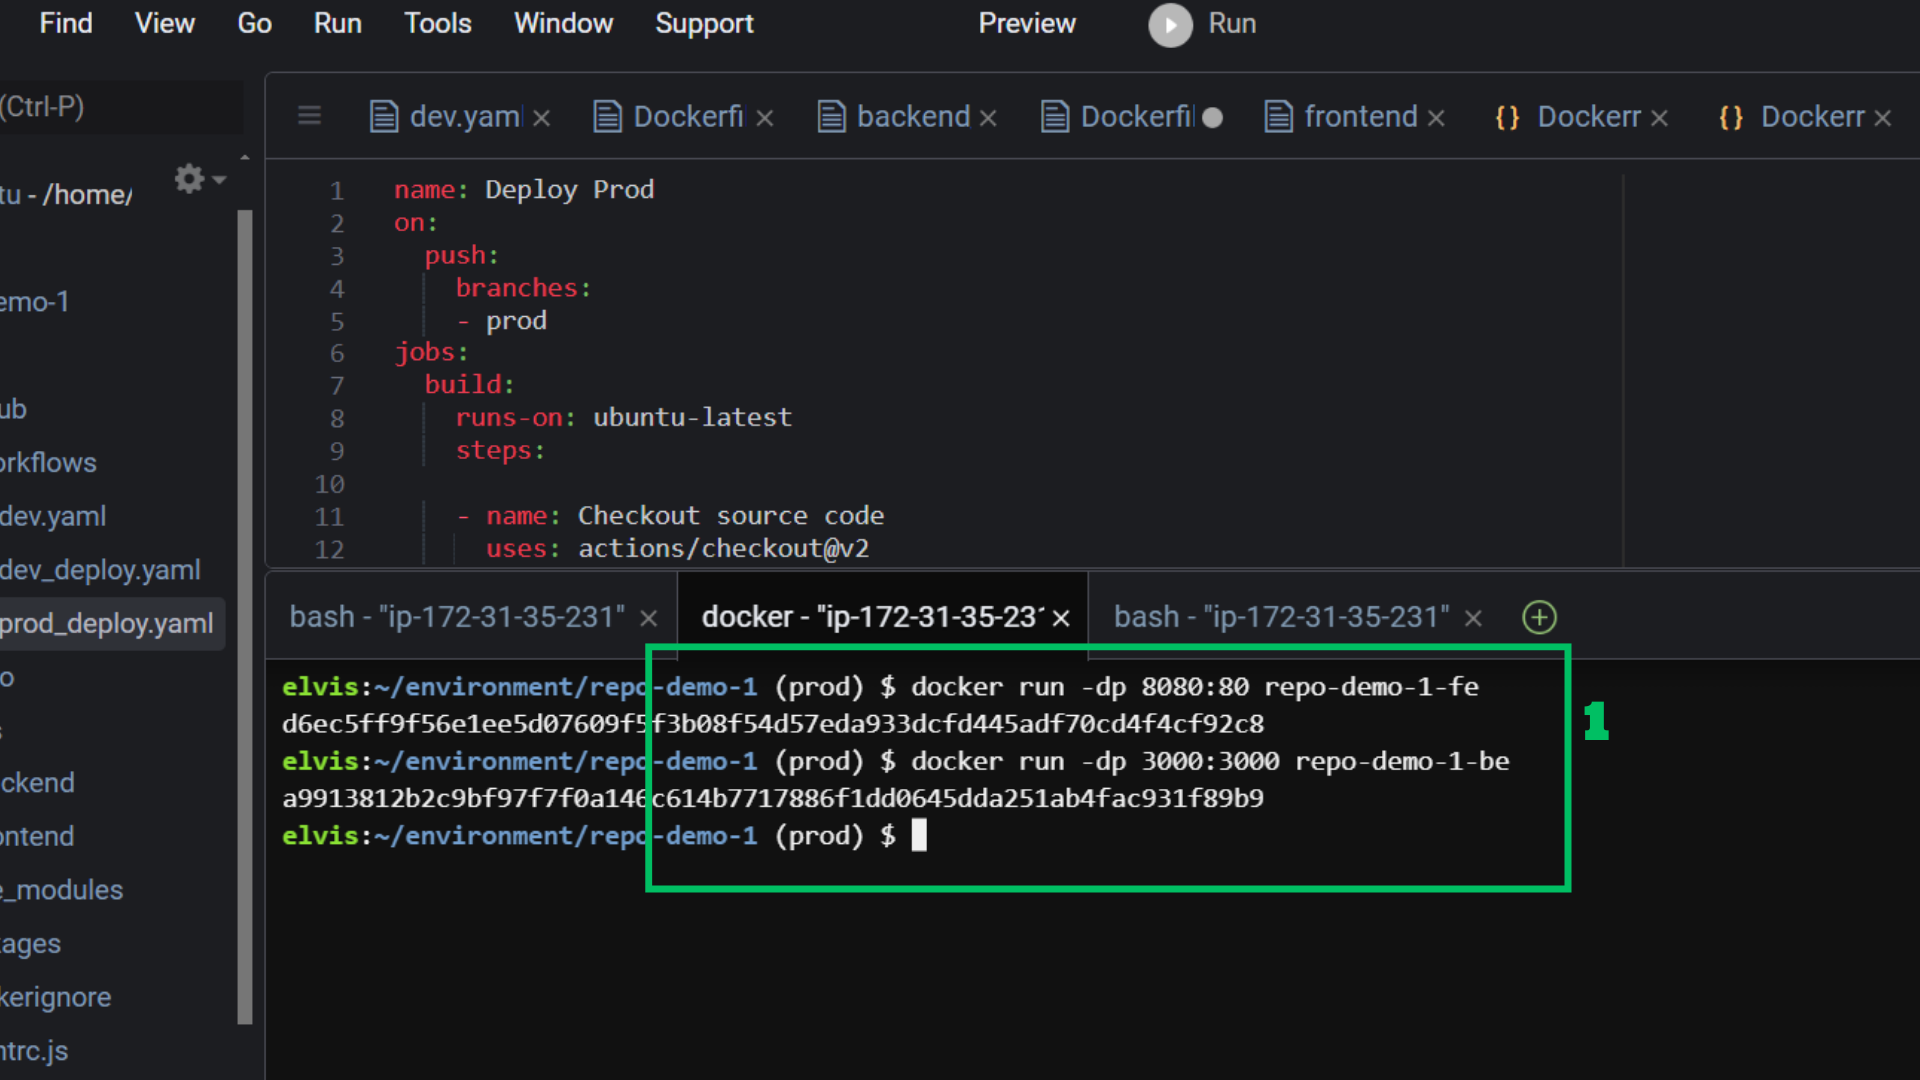 Find View Go Run Tools Window Support Preview Run
(Ctrl-P)
dev.yaml Dockerfi backend Dockerfil frontend {} Dockerr {} Dockerr
tu - /home/
emo-1
ub
orkflows
dev.yaml
dev_deploy.yaml
prod_deploy.yaml
o
s
ckend
ontend
e_modules
kages
kerignore
ntrc.js
1 name: Deploy Prod
2 on:
3 push:
4 branches:
5 - prod
6 jobs:
7 build:
8 runs-on: ubuntu-latest
9 steps:
10
11 - name: Checkout source code
12 uses: actions/checkout@v2
bash - "ip-172-31-35-231" docker - "ip-172-31-35-231 bash - "ip-172-31-35-231"
elvis:~/environment/repo-demo-1 (prod) $ docker run -dp 8080:80 repo-demo-1-fe
d6ec5ff9f56e1ee5d07609f5f3b08f54d57eda933dcfd445adf70cd4f4cf92c8
elvis:~/environment/repo-demo-1 (prod) $ docker run -dp 3000:3000 repo-demo-1-be
a9913812b2c9bf97f7f0a146c614b7717886f1dd0645dda251ab4fac931f89b9
elvis:~/environment/repo-demo-1 (prod) $
1